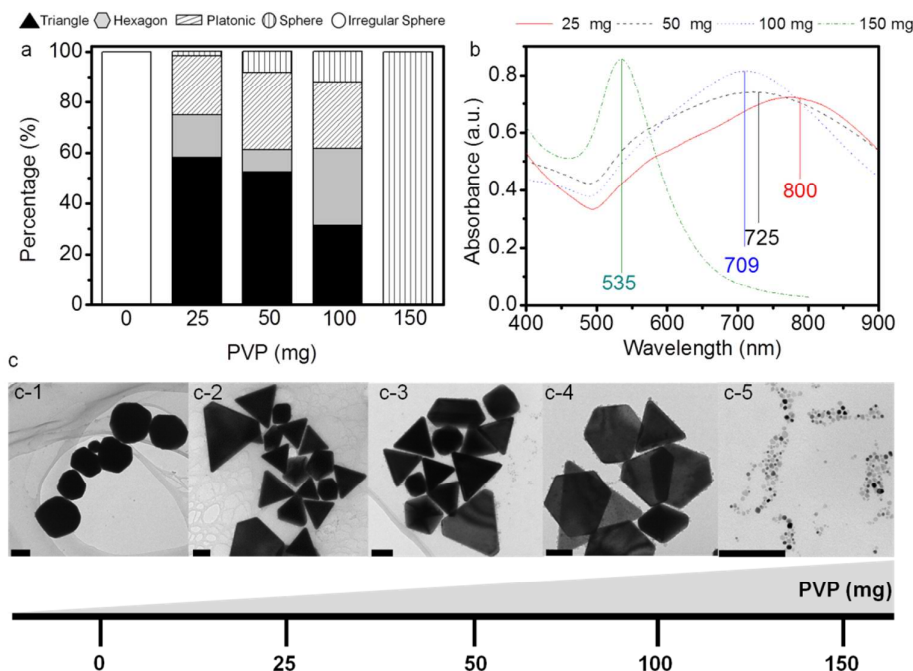 Triangle Hexagon Platonic Sphere Irregular Sphere
a
100
80
60
40
20
0
Percentage (%)
0 25 50 100 150
PVP (mg)
25 mg 50 mg 100 mg 150 mg
b
0.8
0.6
0.4
0.2
0.0
Absorbance (a.u.)
800
725
709
535
400 500 600 700 800 900
Wavelength (nm)
c
c-1 c-2 c-3 c-4 c-5
PVP (mg)
0 25 50 100 150